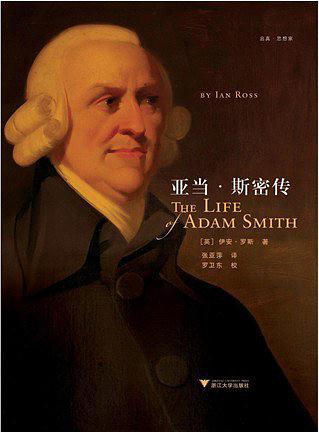 启真·思想家
BY IAN ROSS
亚当·斯密传
THE LIFE
of ADAM SMITH
[英] 伊安·罗斯 著
张亚萍 译
罗卫东 校
浙江大学出版社